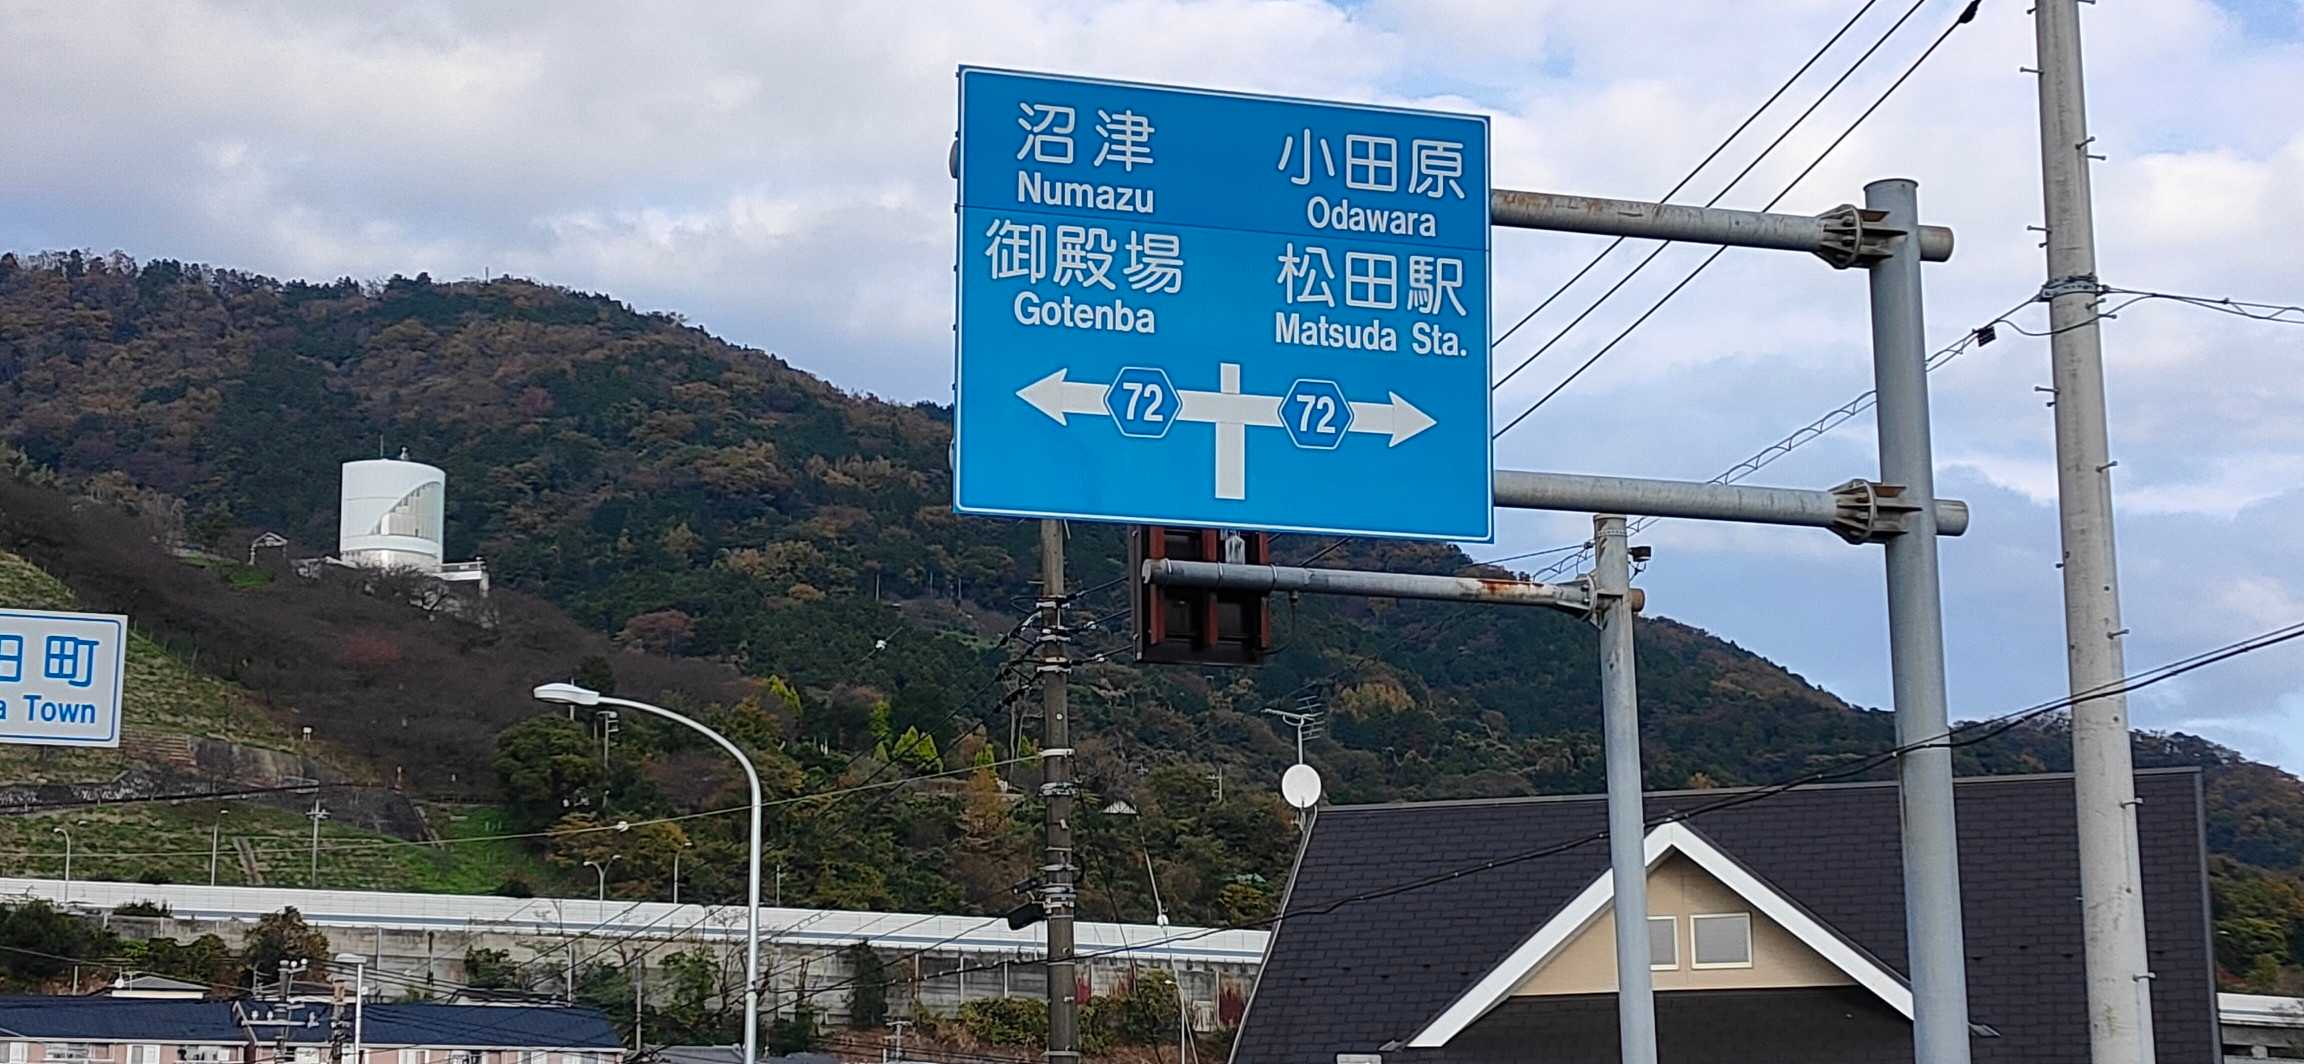 沼津
Numazu
御殿場
Gotenba
小田原
Odawara
松田駅
Matsuda Sta.
72
72
田町
a Town